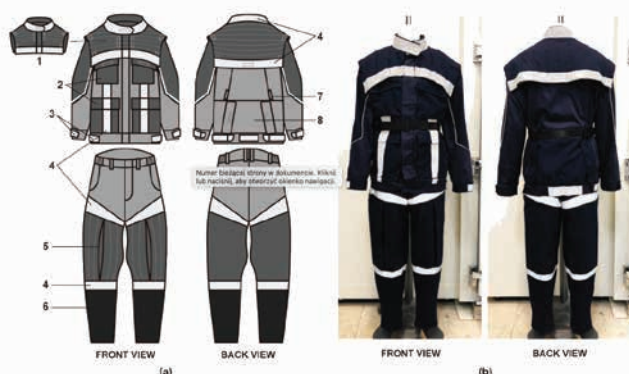 1
2
3
4
4
7
8
Numer bieżącej strony w dokumencie. Kliknij
lub naciśnij, aby otworzyć okienko nawigacji.
5
4
6
FRONT VIEW
BACK VIEW
(a)
FRONT VIEW
BACK VIEW
(b)